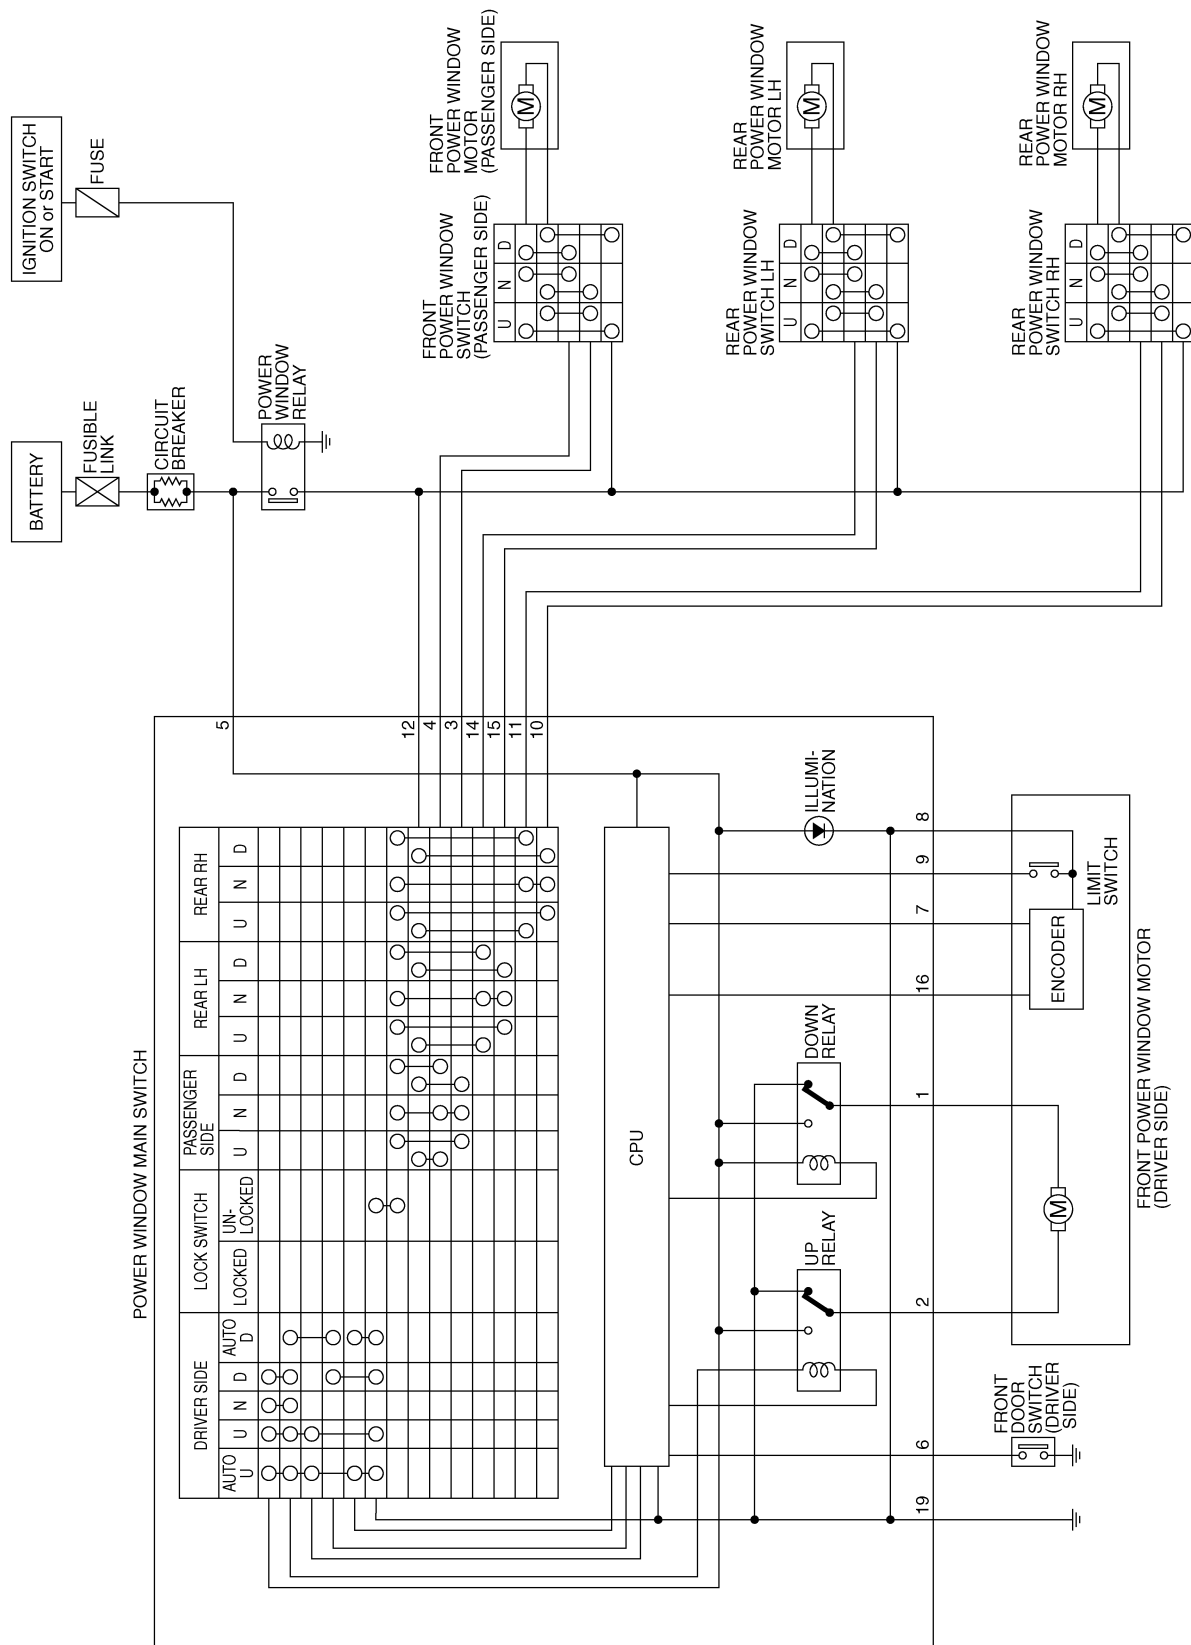 BATTERY
FUSIBLE
LINK
CIRCUIT
BREAKER
IGNITION SWITCH
ON or START
FUSE
POWER
WINDOW
RELAY
FRONT
POWER WINDOW
SWITCH
(PASSENGER SIDE)
U N D
FRONT
POWER WINDOW
MOTOR
(PASSENGER SIDE)
M
REAR
POWER WINDOW
SWITCH LH
U N D
REAR
POWER WINDOW
MOTOR LH
M
REAR
POWER WINDOW
SWITCH RH
U N D
REAR
POWER WINDOW
MOTOR RH
M
POWER WINDOW MAIN SWITCH
5
12
4
3
14
15
11
10
DRIVER SIDE
AUTO
U
U
N
D
AUTO
D
LOCK SWITCH
LOCKED
UN-
LOCKED
PASSENGER
SIDE
U N D
REAR LH
U N D
REAR RH
U N D
CPU
UP
RELAY
DOWN
RELAY
ILLUMI-
NATION
19
6
2
1
16
7
9
8
FRONT
DOOR
SWITCH
(DRIVER
SIDE)
M
ENCODER
LIMIT
SWITCH
FRONT POWER WINDOW MOTOR
(DRIVER SIDE)